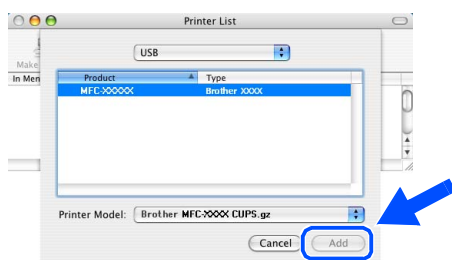 Printer List
USB
Make
In Men
Product Type
MFC-XXXXX Brother XXXX
Printer Model: Brother MFC-XXXX CUPS.gz
Cancel Add